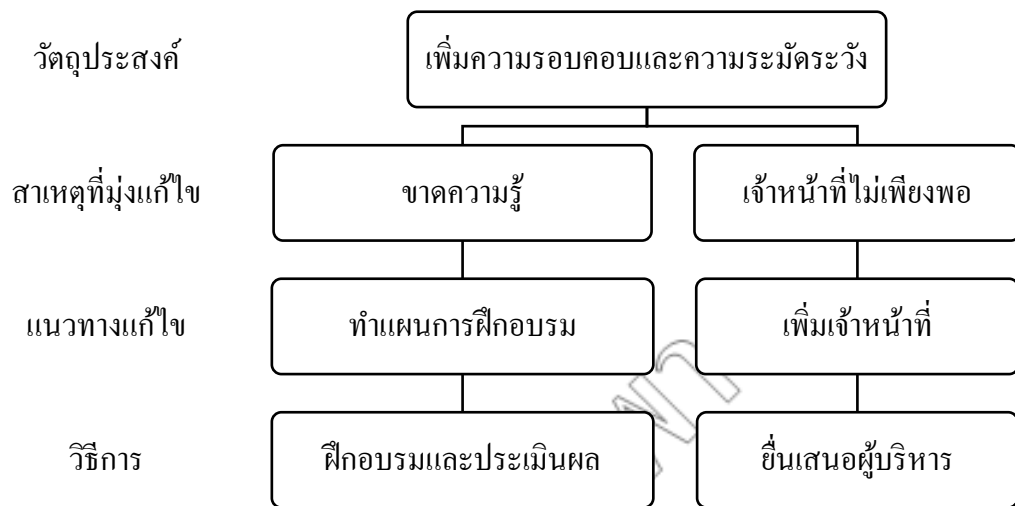 วัตถุประสงค์ เพิ่มความรอบคอบและความระมัดระวัง
สาเหตุที่มุ่งแก้ไข ขาดความรู้ เจ้าหน้าที่ไม่เพียงพอ
แนวทางแก้ไข ทำแผนการฝึกอบรม เพิ่มเจ้าหน้าที่
วิธีการ ฝึกอบรมและประเมินผล ยื่นเสนอผู้บริหาร